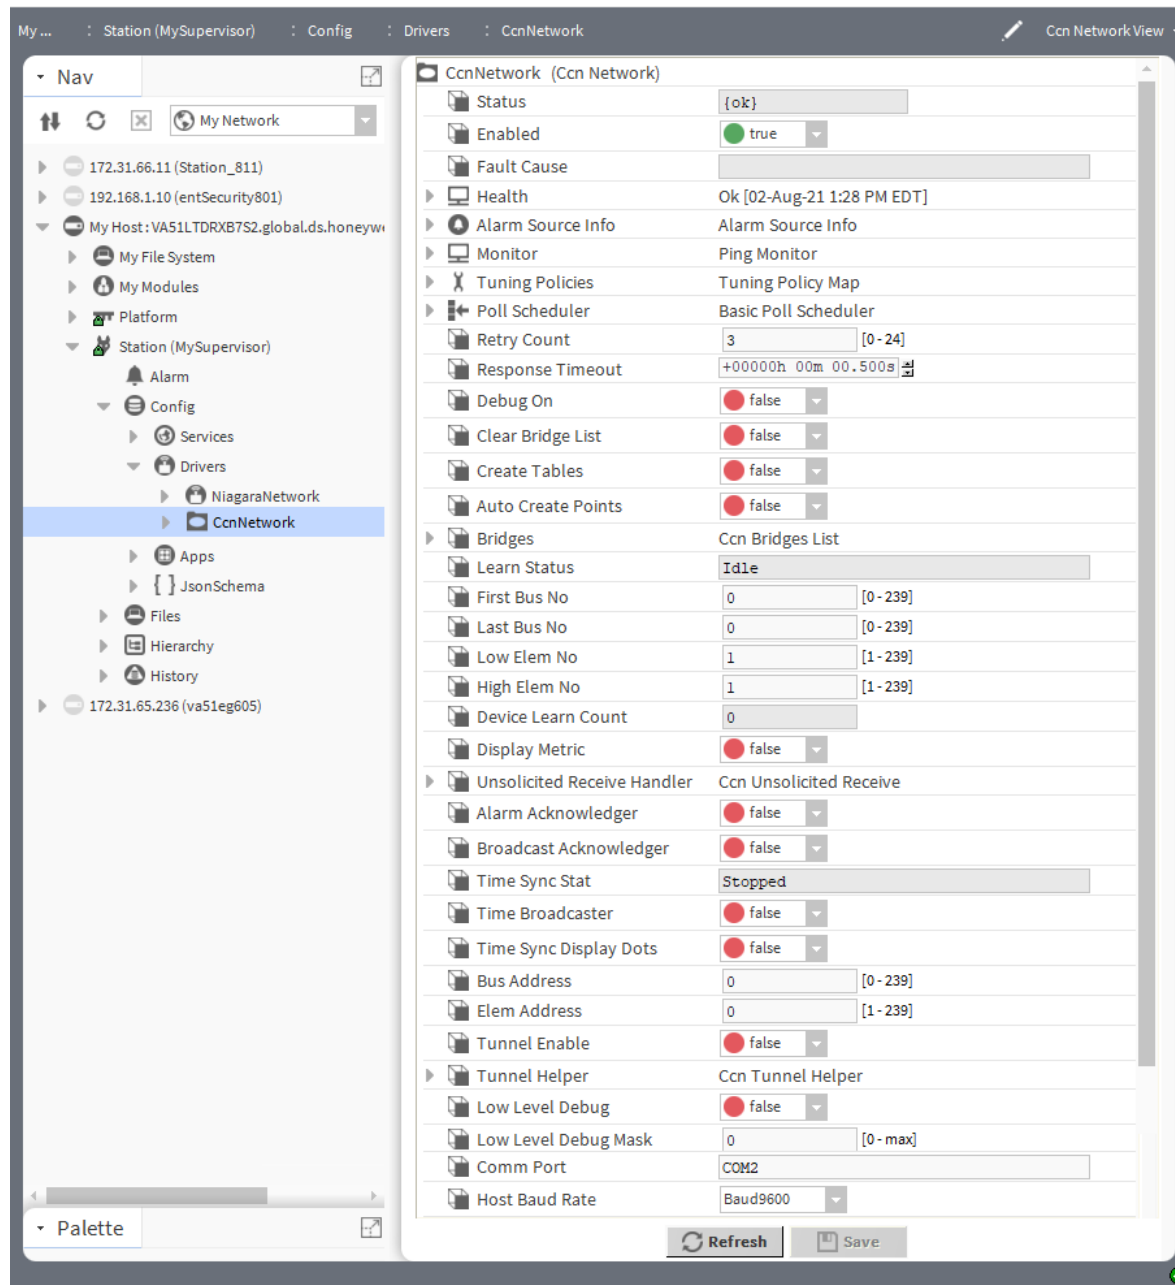 My ... : Station (MySupervisor) : Config : Drivers : CcnNetwork Ccn Network View
Nav
My Network
172.31.66.11 (Station_811)
192.168.1.10 (entSecurity801)
My Host : VA51LTDRXB7S2.global.ds.honeywe
My File System
My Modules
Platform
Station (MySupervisor)
Alarm
Config
Services
Drivers
NiagaraNetwork
CcnNetwork
Apps
{ } JsonSchema
Files
Hierarchy
History
172.31.65.236 (va51eg605)
Palette
CcnNetwork (Ccn Network)
Status {ok}
Enabled true
Fault Cause
Health Ok [02-Aug-21 1:28 PM EDT]
Alarm Source Info Alarm Source Info
Monitor Ping Monitor
Tuning Policies Tuning Policy Map
Poll Scheduler Basic Poll Scheduler
Retry Count 3 [0 - 24]
Response Timeout +00000h 00m 00.500s
Debug On false
Clear Bridge List false
Create Tables false
Auto Create Points false
Bridges Ccn Bridges List
Learn Status Idle
First Bus No 0 [0 - 239]
Last Bus No 0 [0 - 239]
Low Elem No 1 [1 - 239]
High Elem No 1 [1 - 239]
Device Learn Count 0
Display Metric false
Unsolicited Receive Handler Ccn Unsolicited Receive
Alarm Acknowledger false
Broadcast Acknowledger false
Time Sync Stat Stopped
Time Broadcaster false
Time Sync Display Dots false
Bus Address 0 [0 - 239]
Elem Address 0 [1 - 239]
Tunnel Enable false
Tunnel Helper Ccn Tunnel Helper
Low Level Debug false
Low Level Debug Mask 0 [0 - max]
Comm Port COM2
Host Baud Rate Baud9600
Refresh Save